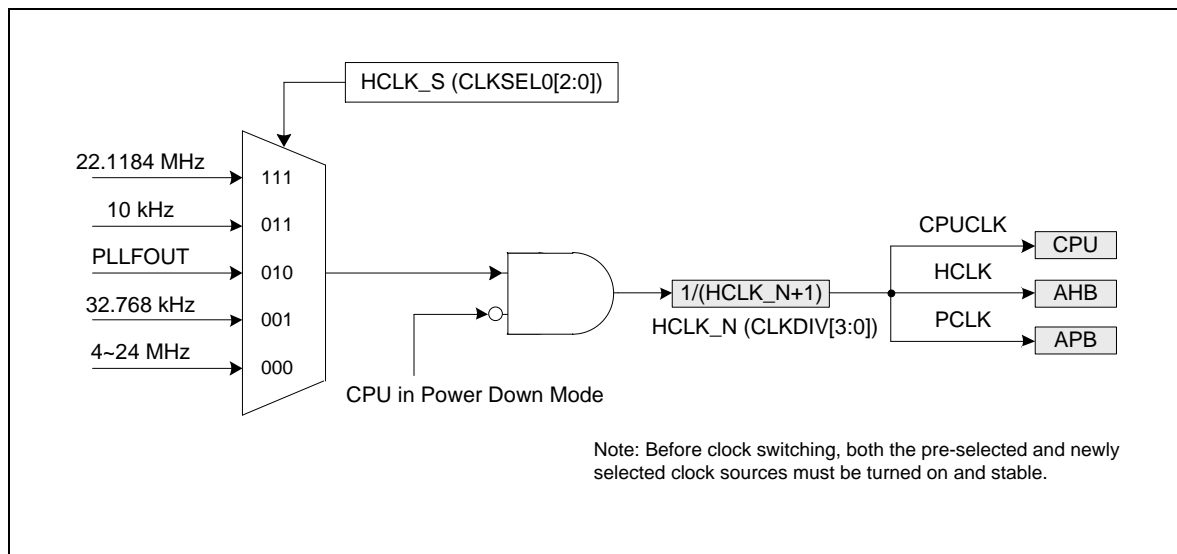 HCLK_S (CLKSEL0[2:0])
22.1184 MHz
111
10 kHz
011
PLLFOUT
010
32.768 kHz
001
4~24 MHz
000
CPU in Power Down Mode
1/(HCLK_N+1)
HCLK_N (CLKDIV[3:0])
CPUCLK
CPU
HCLK
AHB
PCLK
APB
Note: Before clock switching, both the pre-selected and newly
selected clock sources must be turned on and stable.